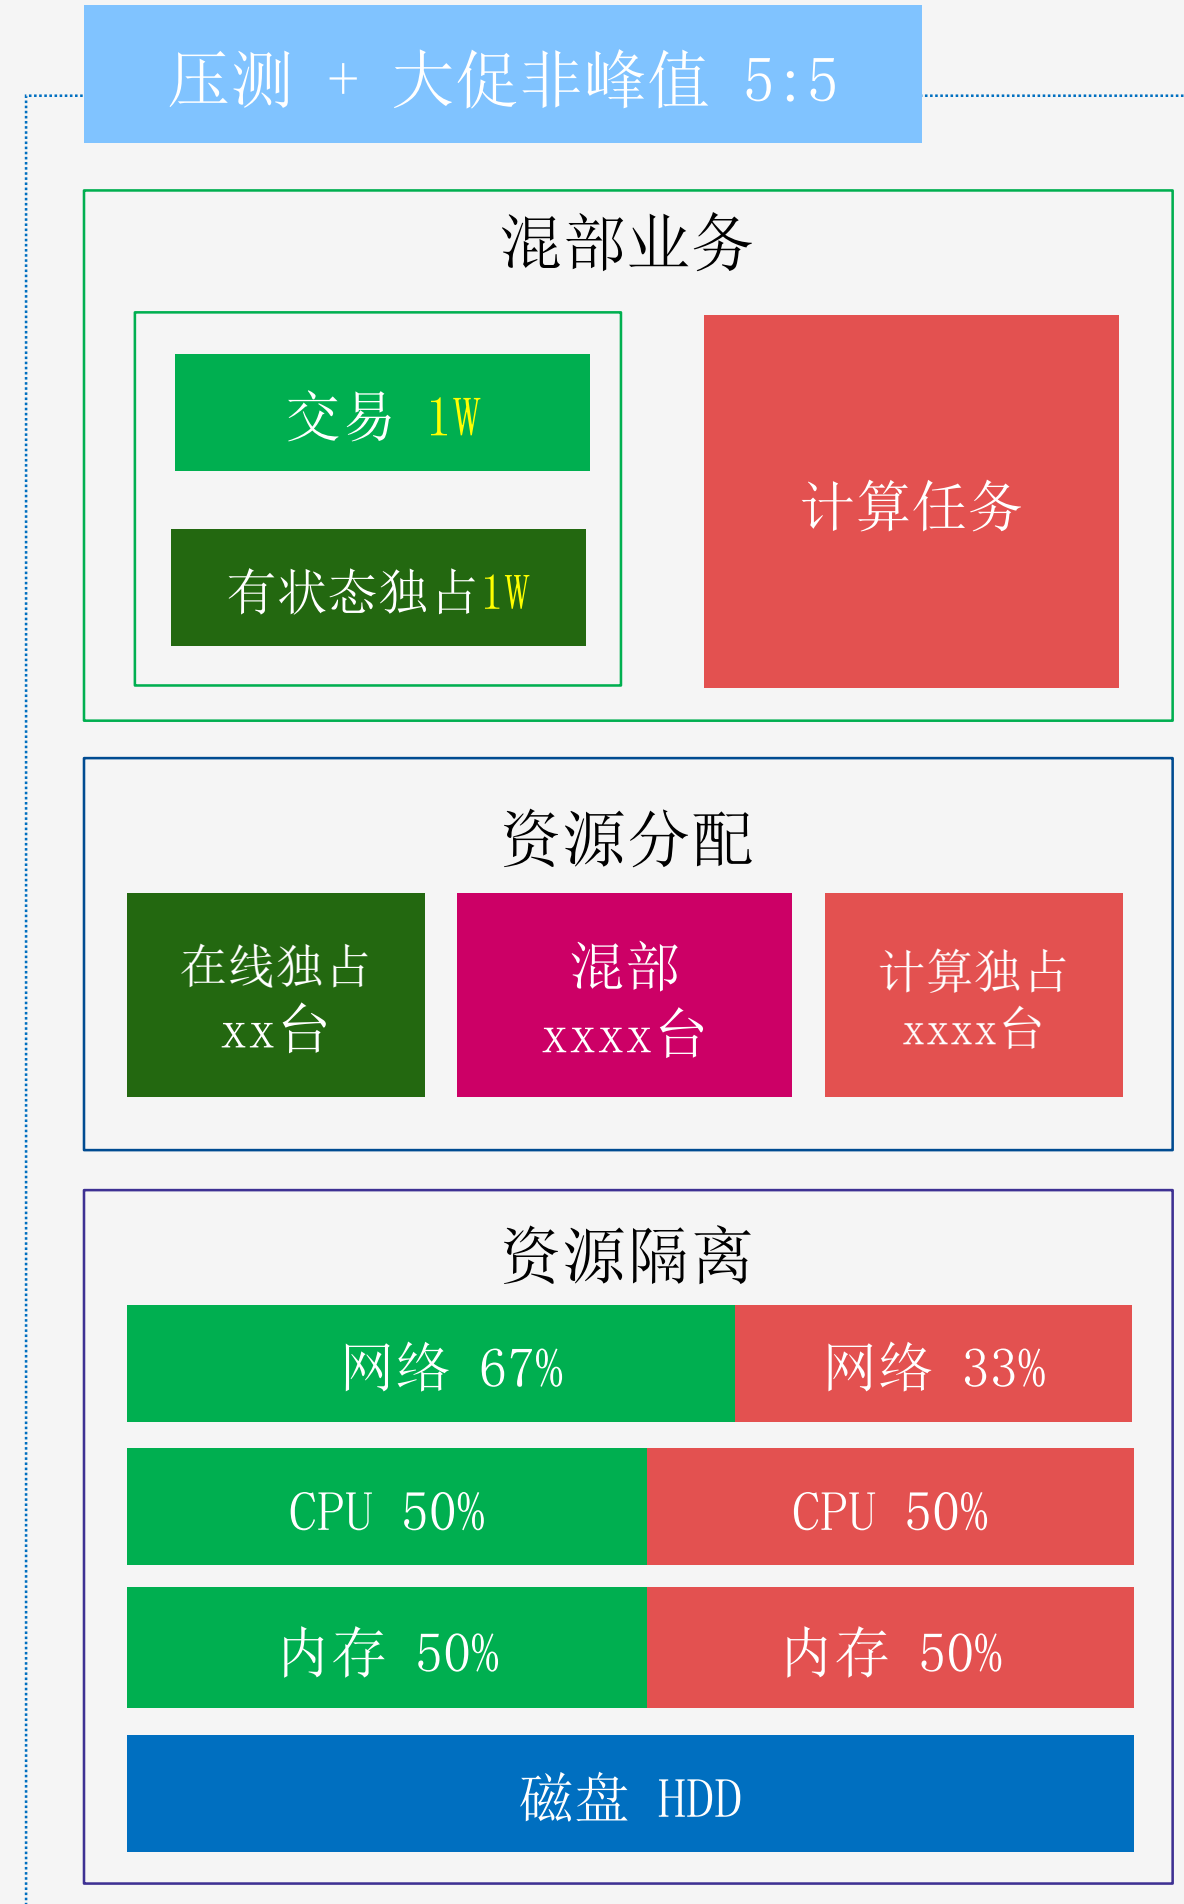 压测 + 大促非峰值 5:5
混部业务
交易 1W
有状态独占1W
计算任务
资源分配
在线独占
xx台
混部
xxxx台
计算独占
xxxx台
资源隔离
网络 67%
网络 33%
CPU 50%
CPU 50%
内存 50%
内存 50%
磁盘 HDD